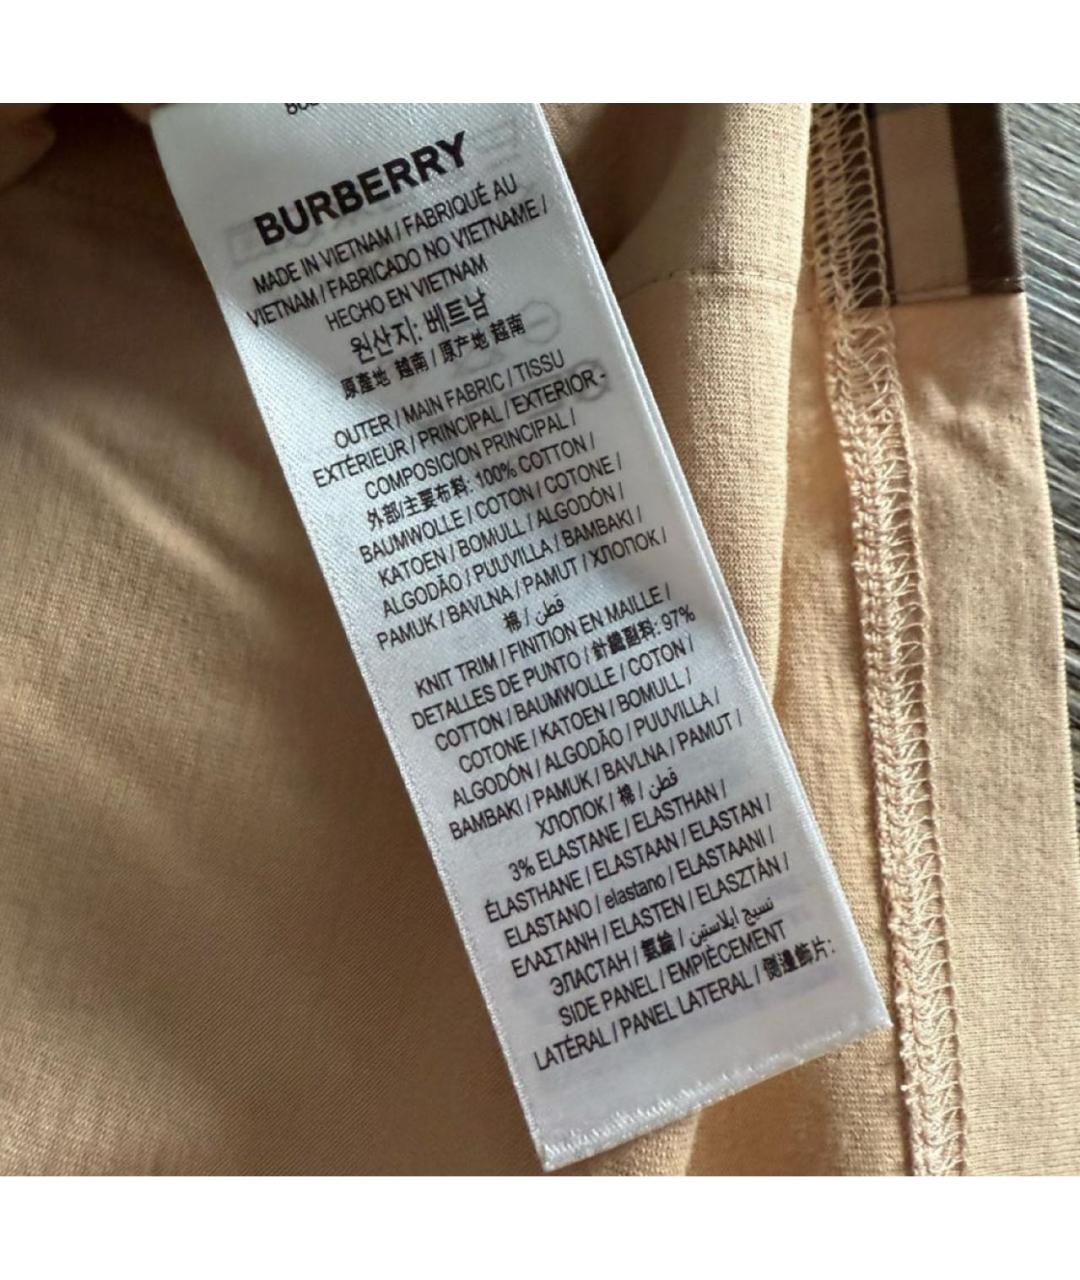 BURBERRY
MADE IN VIETNAM / FABRIQUÉ AU
VIETNAM / FABRICADO NO VIETNAME /
HECHO EN VIETNAM
원산지: 베트남
原產地 越南 / 原产地 越南
OUTER / MAIN FABRIC / TISSU
EXTÉRIEUR / PRINCIPAL / EXTERIOR -
COMPOSICION PRINCIPAL /
外部/主要布料: 100% COTTON /
BAUMWOLLE / COTON / COTONE /
KATOEN / BOMULL / ALGODÓN /
ALGODÃO / PUUVILLA / BAMBAKI /
PAMUK / BAVLNA / PAMUT / ХЛОПОК /
棉 / قطن
KNIT TRIM / FINITION EN MAILLE /
DETALLES DE PUNTO / 針織副料: 97%
COTTON / BAUMWOLLE / COTON /
COTONE / KATOEN / BOMULL /
ALGODÓN / ALGODÃO / PUUVILLA /
BAMBAKI / PAMUK / BAVLNA / PAMUT /
ХЛОПОК / 棉 / قطن
3% ELASTANE / ELASTHAN /
ÉLASTHANE / ELASTAAN / ELASTAN /
ELASTANO / elastano / ELASTAANI /
ΕΛΑΣΤΑΝΗ / ELASTEN / ELASZTÁN /
ЭЛАСТАН / 氨綸 / نسيج ايلاستين
SIDE PANEL / EMPIÈCEMENT
LATÉRAL / PANEL LATERAL / 側邊飾片: